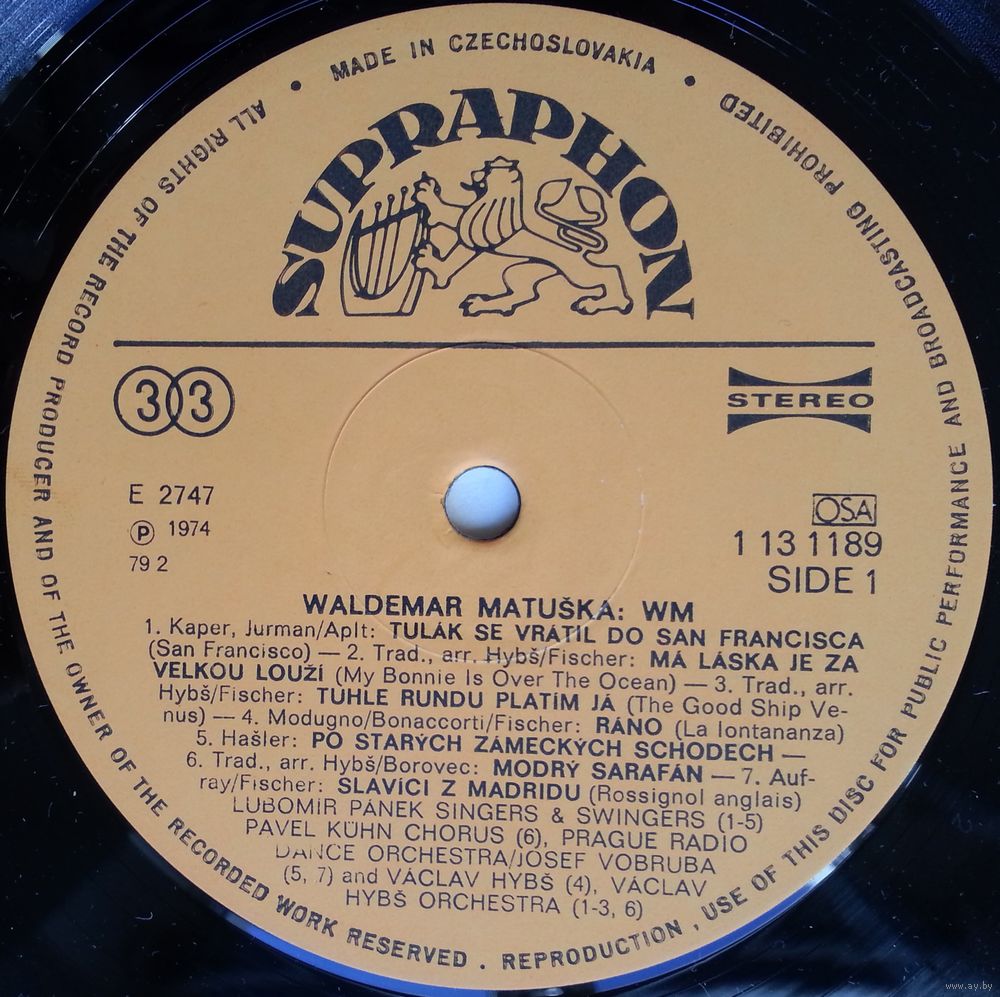 MADE IN CZECHOSLOVAKIA
ALL RIGHTS OF THE RECORD PRODUCER AND OF THE OWNER OF THE RECORDED WORK RESERVED . REPRODUCTION , USE OF THIS DISC FOR PUBLIC PERFORMANCE AND BROADCASTING PROHIBITED
SUPRAPHON
33
STEREO
E 2747
℗ 1974
79 2
OSA
1 13 1189
SIDE 1
WALDEMAR MATUŠKA: WM
1. Kaper, Jurman/Aplt: TULÁK SE VRÁTIL DO SAN FRANCISCA
(San Francisco) — 2. Trad., arr. Hybš/Fischer: MÁ LÁSKA JE ZA
VELKOU LOUŽÍ (My Bonnie Is Over The Ocean) — 3. Trad., arr.
Hybš/Fischer: TUHLE RUNDU PLATÍM JÁ (The Good Ship Ve-
nus) — 4. Modugno/Bonaccorti/Fischer: RÁNO (La lontananza)
5. Hašler: PO STARÝCH ZÁMECKÝCH SCHODECH —
6. Trad., arr. Hybš/Borovec: MODRÝ SARAFÁN — 7. Auf-
ray/Fischer: SLAVÍCI Z MADRIDU (Rossignol anglais)
LUBOMÍR PÁNEK SINGERS & SWINGERS (1-5)
PAVEL KÜHN CHORUS (6), PRAGUE RADIO
DANCE ORCHESTRA/JOSEF VOBRUBA
(5, 7) and VÁCLAV HYBŠ (4), VÁCLAV
HYBŠ ORCHESTRA (1-3, 6)
www.ay.by